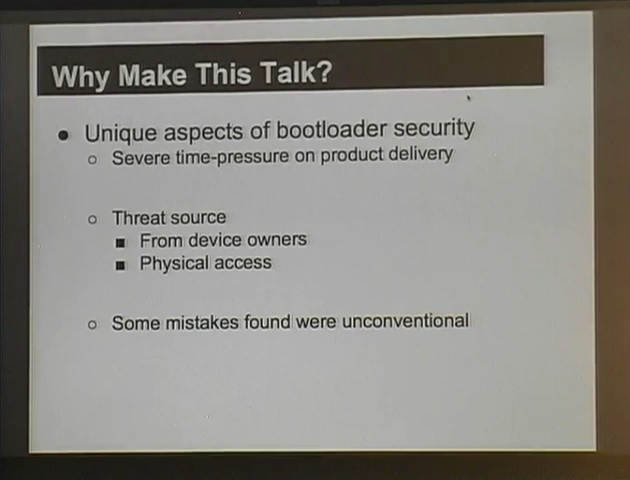 Why Make This Talk?
● Unique aspects of bootloader security
○ Severe time-pressure on product delivery
○ Threat source
■ From device owners
■ Physical access
○ Some mistakes found were unconventional